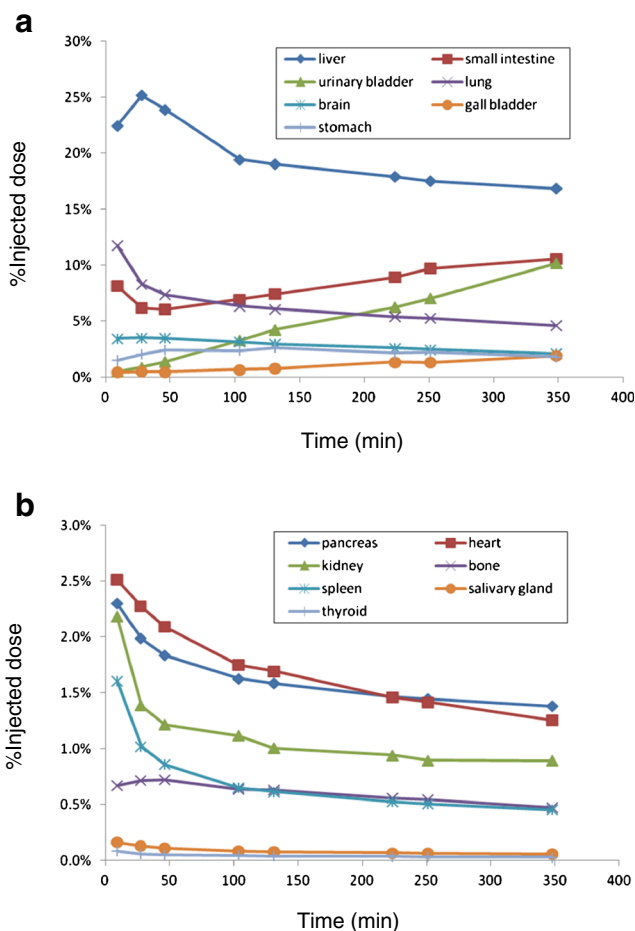 a
30%
25%
20%
15%
10%
5%
0%
%Injected dose
liver small intestine
urinary bladder lung
brain gall bladder
stomach
0 50 100 150 200 250 300 350 400
Time (min)
b
3.0%
2.5%
2.0%
1.5%
1.0%
0.5%
0.0%
%Injected dose
pancreas heart
kidney bone
spleen salivary gland
thyroid
0 50 100 150 200 250 300 350 400
Time (min)